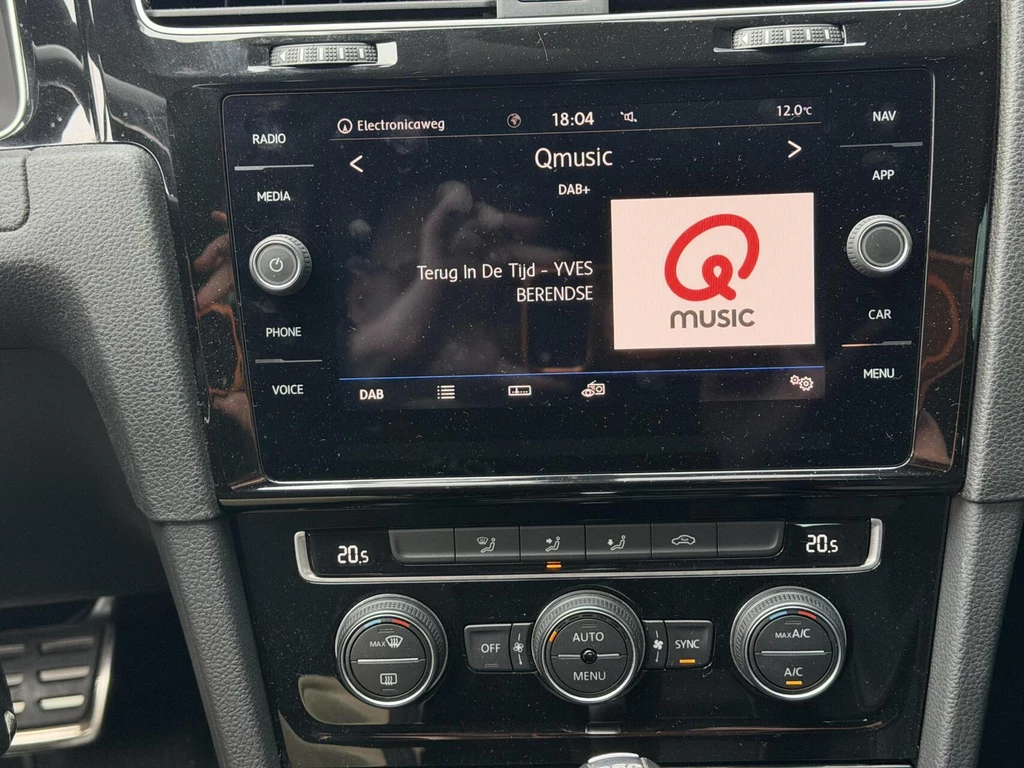 RADIO
MEDIA
PHONE
VOICE
Electronicaweg
18:04
12.0°C
Qmusic
DAB+
Terug In De Tijd - YVES
BERENDSE
MUSIC
DAB
NAV
APP
CAR
MENU
20.5
20.5
MAX
OFF
AUTO
MENU
SYNC
MAX A/C
A/C